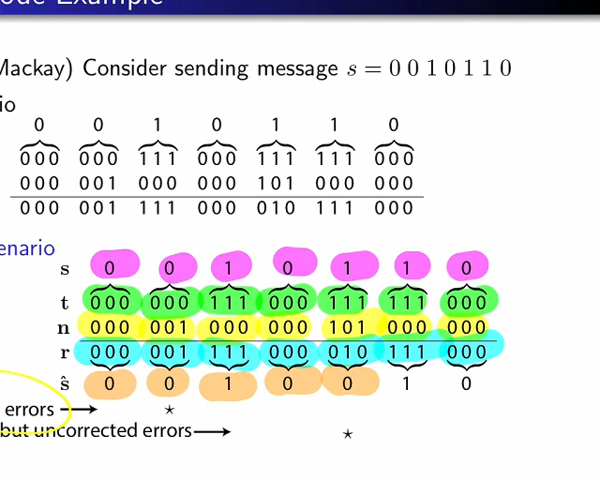 ode Example
Mackay) Consider sending message s = 0 0 1 0 1 1 0
io
0 0 1 0 1 1 0
000 000 111 000 111 111 000
000 001 000 000 101 000 000
000 001 111 000 010 111 000
enario
s 0 0 1 0 1 1 0
t 000 000 111 000 111 111 000
n 000 001 000 000 101 000 000
r 000 001 111 000 010 111 000
ŝ 0 0 1 0 0 1 0
errors → ⋆
but uncorrected errors → ⋆